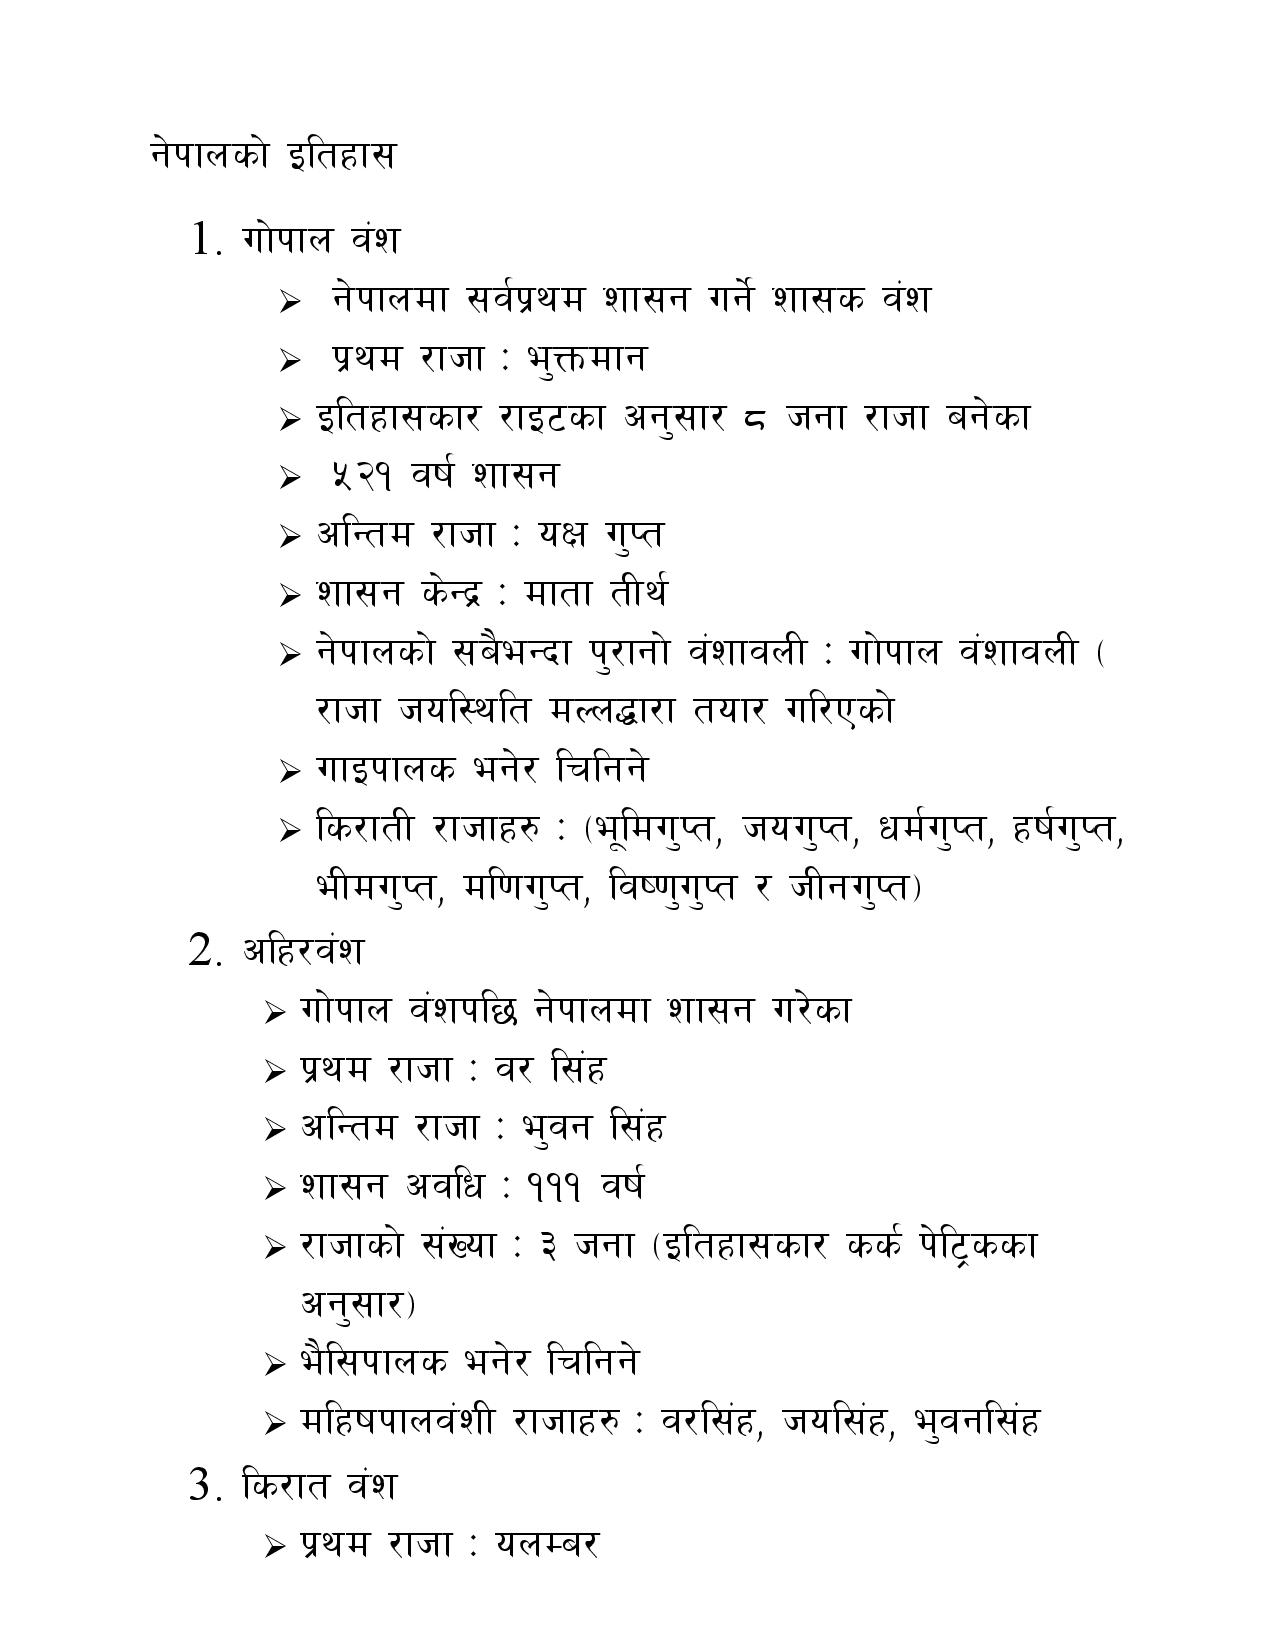 नेपालको इतिहास
1. गोपाल वंश
➢ नेपालमा सर्वप्रथम शासन गर्ने शासक वंश
➢ प्रथम राजा : भुक्तमान
➢ इतिहासकार राइटका अनुसार ८ जना राजा बनेका
➢ ५२१ वर्ष शासन
➢ अन्तिम राजा : यक्ष गुप्त
➢ शासन केन्द्र : माता तीर्थ
➢ नेपालको सबैभन्दा पुरानो वंशावली : गोपाल वंशावली (
राजा जयस्थिति मल्लद्धारा तयार गरिएको
➢ गाइपालक भनेर चिनिने
➢ किराती राजाहरु : (भूमिगुप्त, जयगुप्त, धर्मगुप्त, हर्षगुप्त,
भीमगुप्त, मणिगुप्त, विष्णुगुप्त र जीनगुप्त)
2. अहिरवंश
➢ गोपाल वंशपछि नेपालमा शासन गरेका
➢ प्रथम राजा : वर सिंह
➢ अन्तिम राजा : भुवन सिंह
➢ शासन अवधि : १११ वर्ष
➢ राजाको संख्या : ३ जना (इतिहासकार कर्क पेट्रिकका
अनुसार)
➢ भैसिपालक भनेर चिनिने
➢ महिषपालवंशी राजाहरु : वरसिंह, जयसिंह, भुवनसिंह
3. किरात वंश
➢ प्रथम राजा : यलम्बर